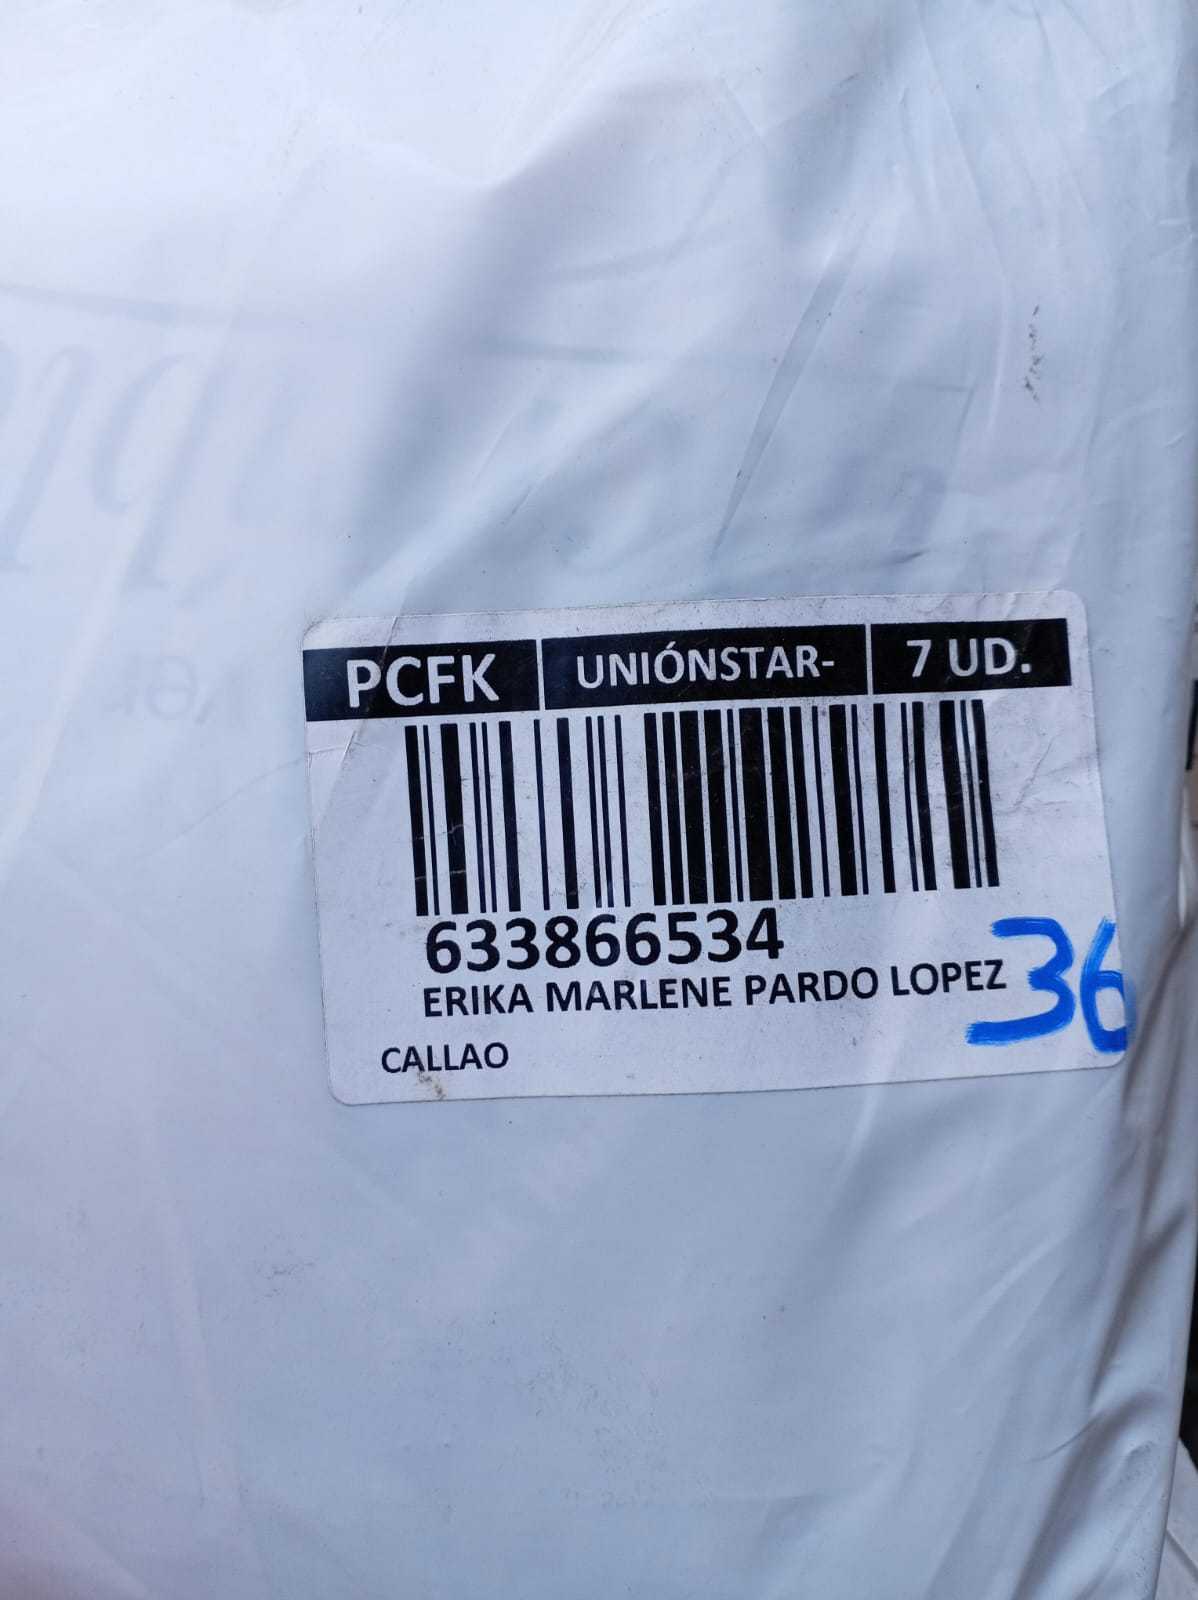 PCFK UNIÓNSTAR- 7 UD.
633866534
ERIKA MARLENE PARDO LOPEZ
36
CALLAO